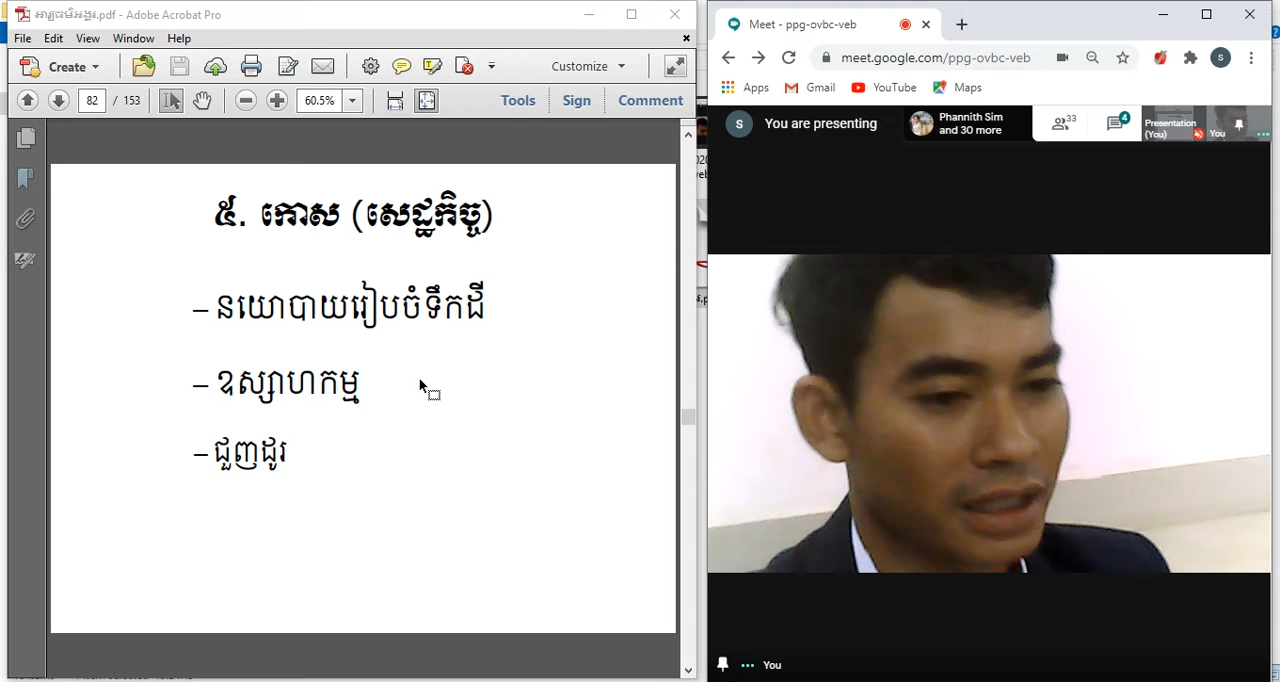 អារ្យធម៌អង្គរ.pdf - Adobe Acrobat Pro
File Edit View Window Help
Create
Customize
82 / 153
60.5%
Tools Sign Comment
៥. កោស (សេដ្ឋកិច្ច)
– នយោបាយរៀបចំទឹកដី
– ឧស្សាហកម្ម
– ជួញដូរ
Meet - ppg-ovbc-veb
meet.google.com/ppg-ovbc-veb
S
Apps Gmail YouTube Maps
S You are presenting
Phannith Sim
and 30 more
33
4
Presentation
(You)
You
You